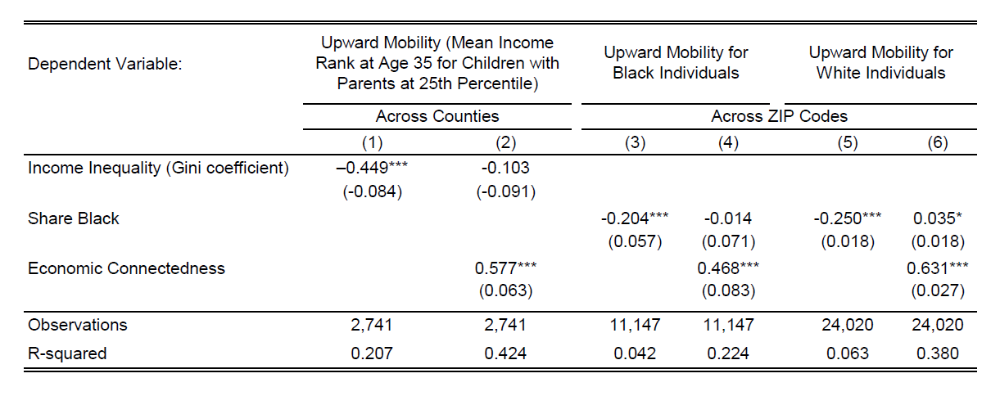 Dependent Variable:
Upward Mobility (Mean Income
Rank at Age 35 for Children with
Parents at 25th Percentile)
Upward Mobility for
Black Individuals
Upward Mobility for
White Individuals
Across Counties Across ZIP Codes
(1) (2) (3) (4) (5) (6)
Income Inequality (Gini coefficient) –0.449*** -0.103
(-0.084) (-0.091)
Share Black -0.204*** -0.014 -0.250*** 0.035*
(0.057) (0.071) (0.018) (0.018)
Economic Connectedness 0.577*** 0.468*** 0.631***
(0.063) (0.083) (0.027)
Observations 2,741 2,741 11,147 11,147 24,020 24,020
R-squared 0.207 0.424 0.042 0.224 0.063 0.380